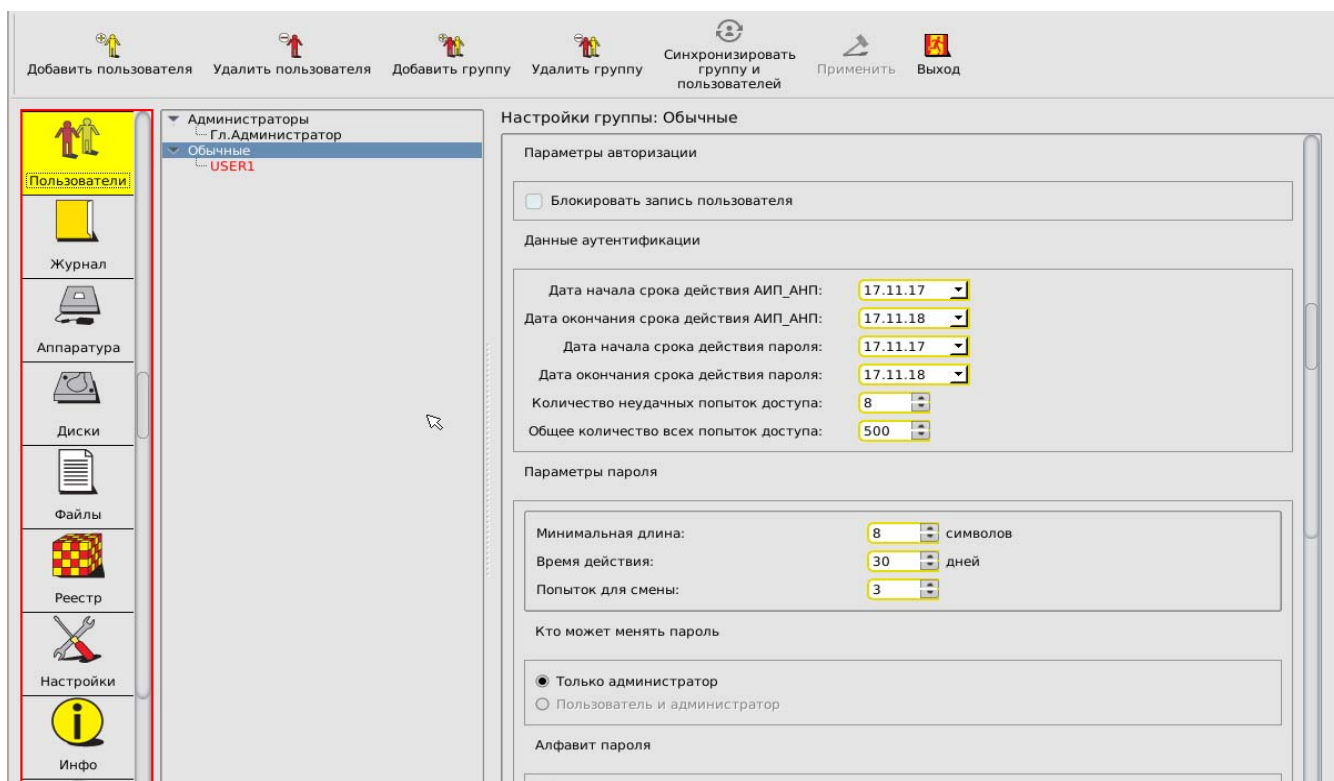 Добавить пользователя
Удалить пользователя
Добавить группу
Удалить группу
Синхронизировать
группу и
пользователей
Применить
Выход
Пользователи
Журнал
Аппаратура
Диски
Файлы
Реестр
Настройки
Инфо
Администраторы
Гл.Администратор
Обычные
USER1
Настройки группы: Обычные
Параметры авторизации
Блокировать запись пользователя
Данные аутентификации
Дата начала срока действия АИП_АНП: 17.11.17
Дата окончания срока действия АИП_АНП: 17.11.18
Дата начала срока действия пароля: 17.11.17
Дата окончания срока действия пароля: 17.11.18
Количество неудачных попыток доступа: 8
Общее количество всех попыток доступа: 500
Параметры пароля
Минимальная длина: 8 символов
Время действия: 30 дней
Попыток для смены: 3
Кто может менять пароль
Только администратор
Пользователь и администратор
Алфавит пароля